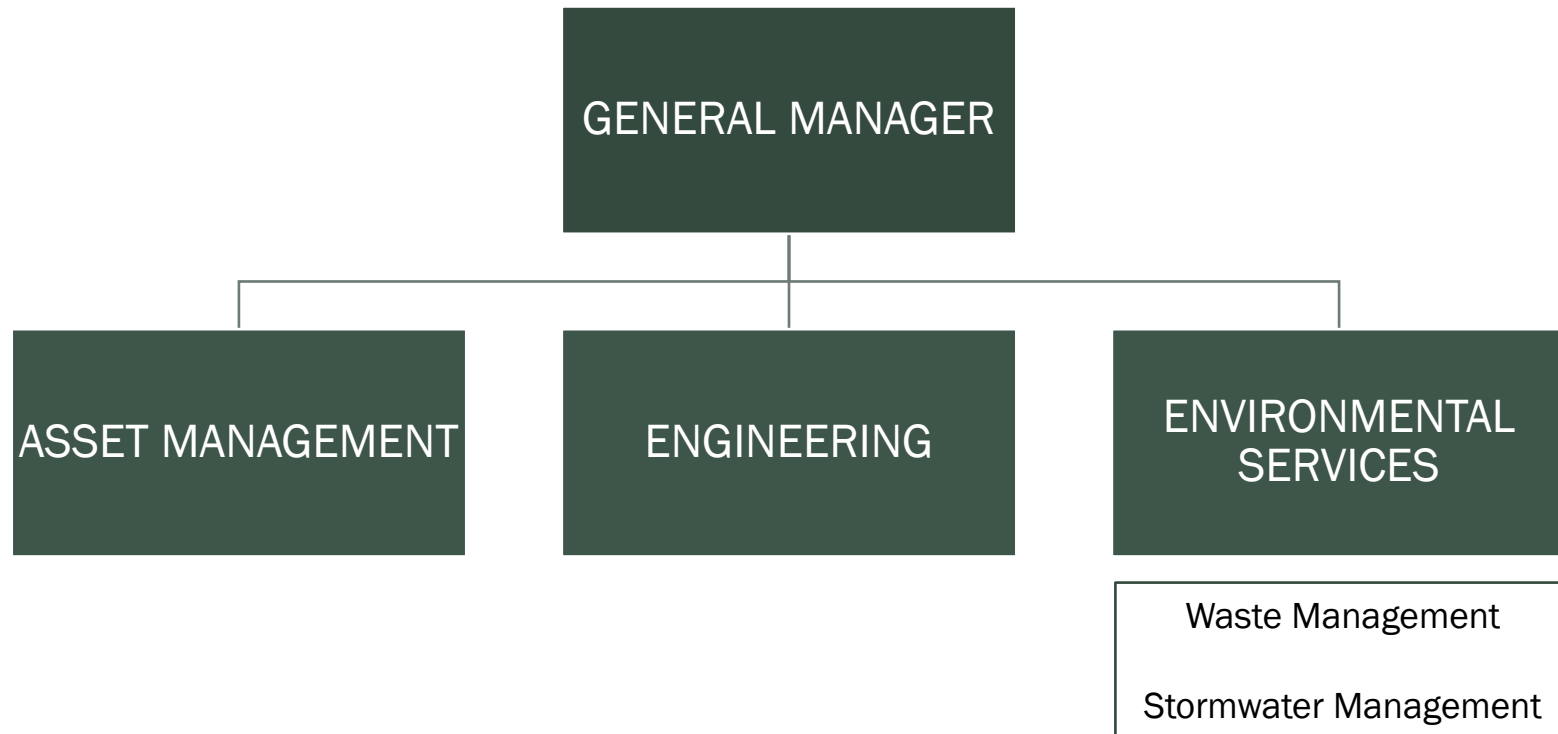 GENERAL MANAGER
ASSET MANAGEMENT
ENGINEERING
ENVIRONMENTAL
SERVICES
Waste Management
Stormwater Management